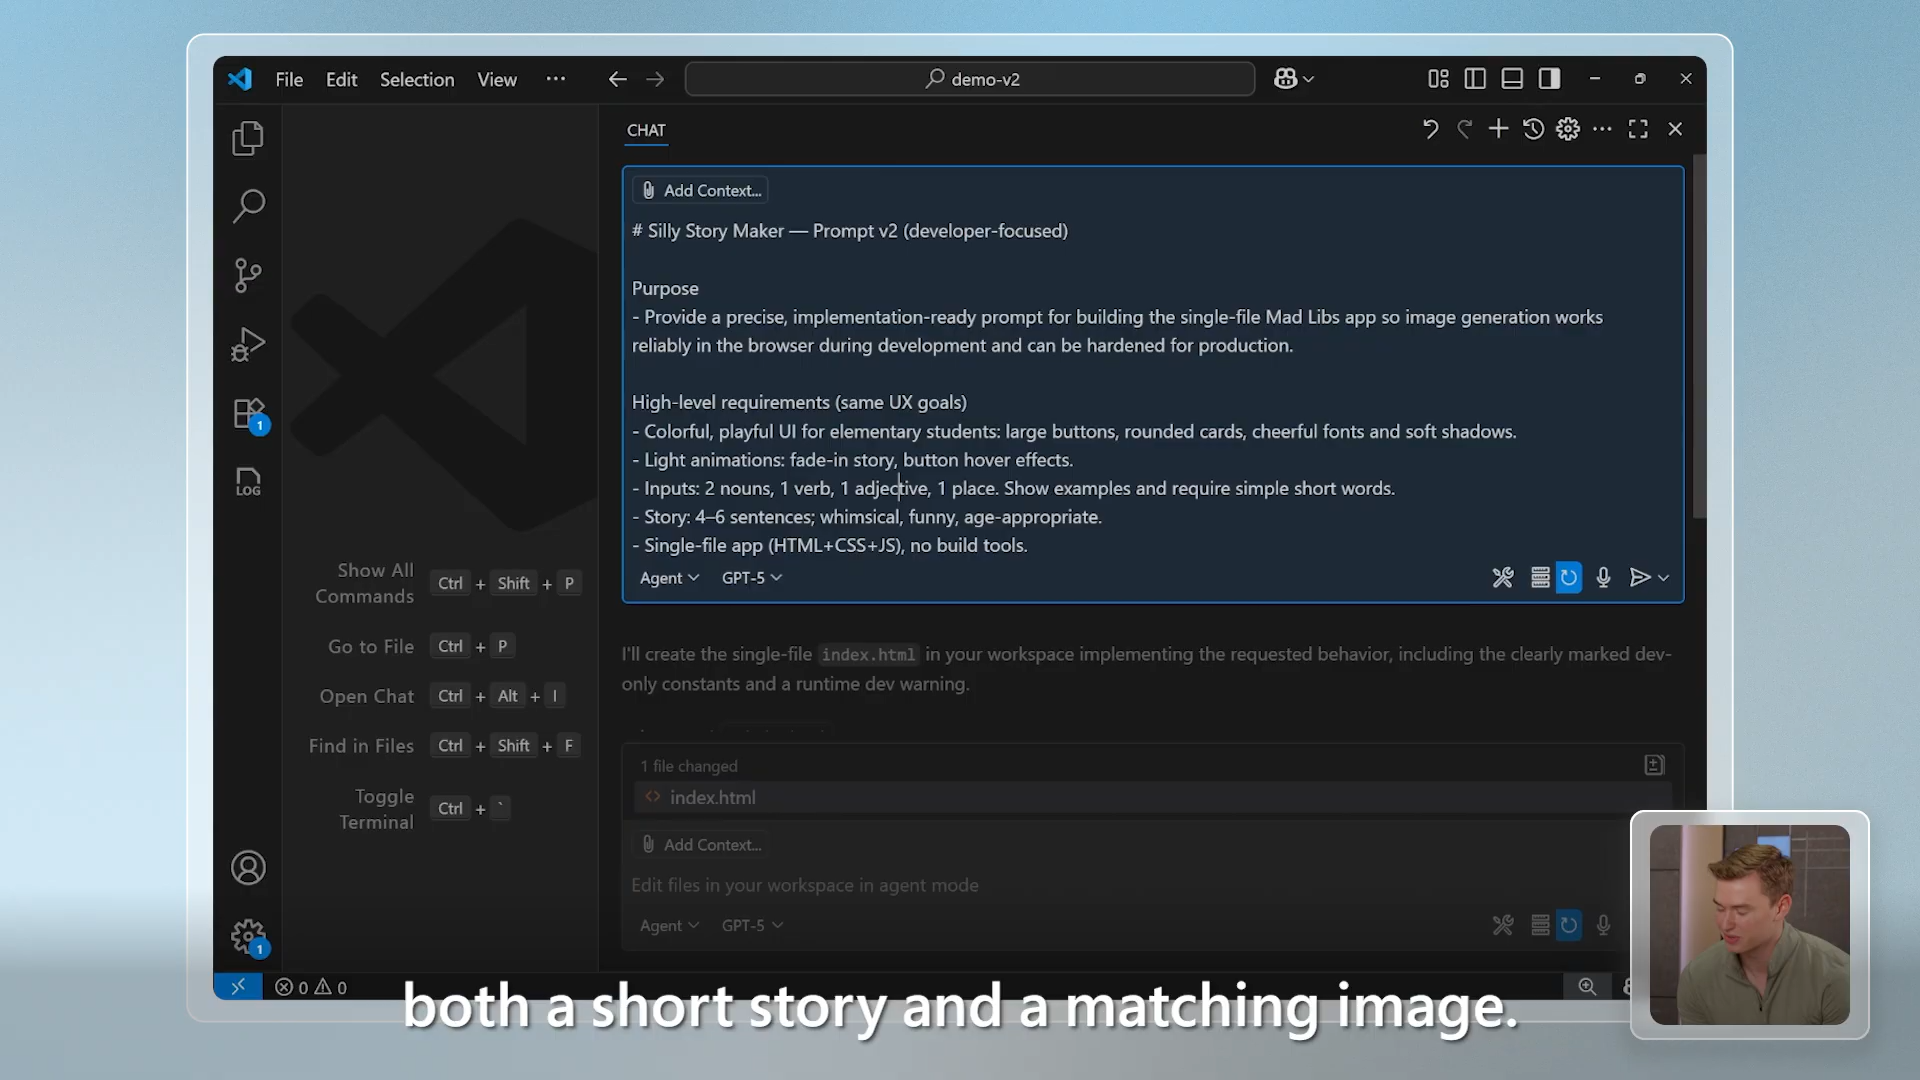 File Edit Selection View ··· demo-v2
CHAT
Add Context...
# Silly Story Maker — Prompt v2 (developer-focused)
Purpose
- Provide a precise, implementation-ready prompt for building the single-file Mad Libs app so image generation works
reliably in the browser during development and can be hardened for production.
High-level requirements (same UX goals)
- Colorful, playful UI for elementary students: large buttons, rounded cards, cheerful fonts and soft shadows.
- Light animations: fade-in story, button hover effects.
- Inputs: 2 nouns, 1 verb, 1 adjective, 1 place. Show examples and require simple short words.
- Story: 4–6 sentences; whimsical, funny, age-appropriate.
- Single-file app (HTML+CSS+JS), no build tools.
Agent GPT-5
1
LOG
Show All
Commands Ctrl + Shift + P
Go to File Ctrl + P
Open Chat Ctrl + Alt + I
Find in Files Ctrl + Shift + F
Toggle
Terminal Ctrl + `
I'll create the single-file index.html in your workspace implementing the requested behavior, including the clearly marked dev-
only constants and a runtime dev warning.
1 file changed
<> index.html
Add Context...
Edit files in your workspace in agent mode
Agent GPT-5
1
0 0
both a short story and a matching image.